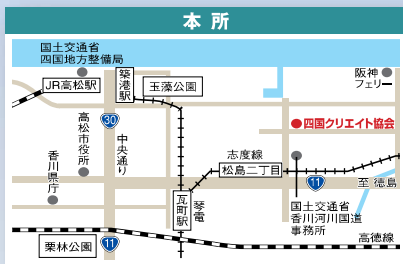 本所
国土交通省
四国地方整備局
JR高松駅
築港駅
玉藻公園
阪神
フェリー
30
高松市役所
中央通り
四国クリエイト協会
香川県庁
志度線
松島二丁目
11
至徳島
瓦町駅
琴電
国土交通省
香川河川国道
事務所
栗林公園
11
高徳線